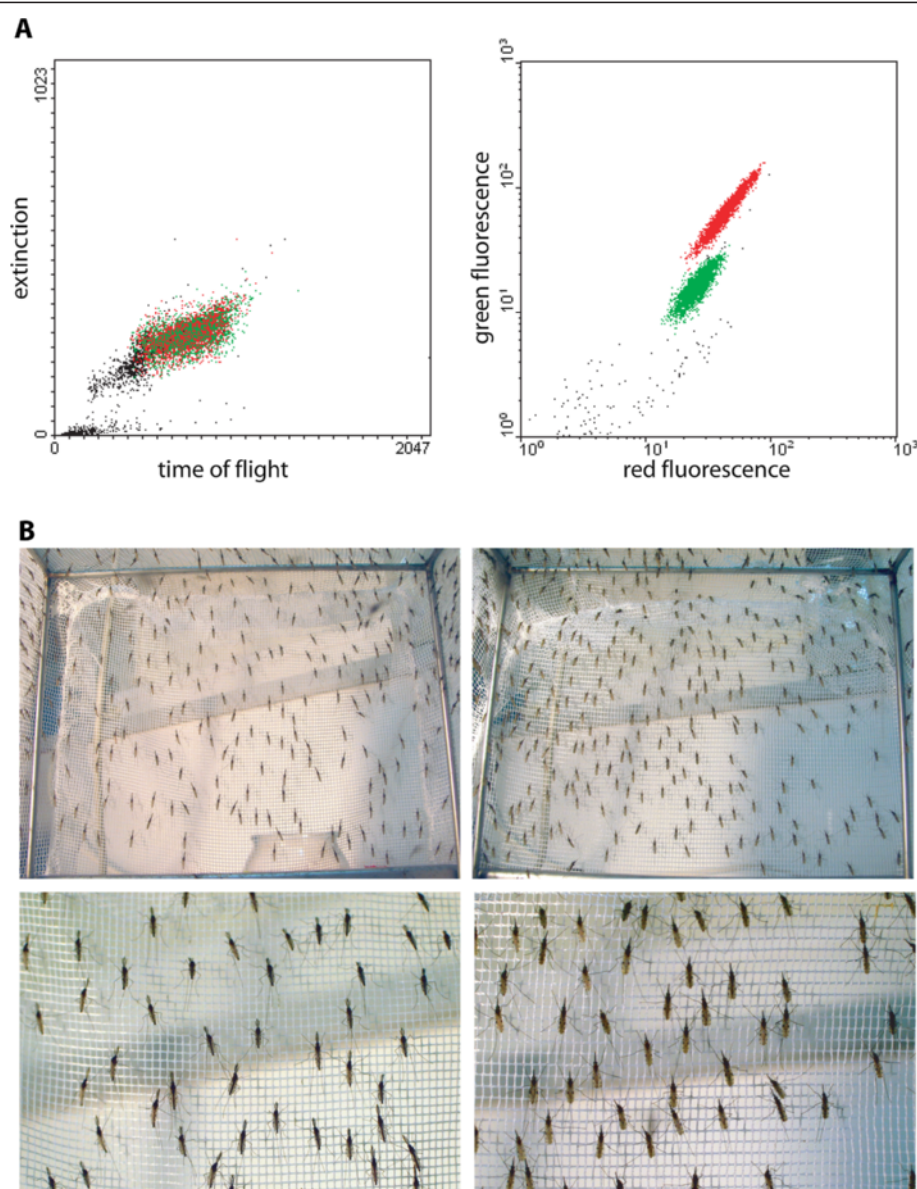 A
1023
extinction
0
0
2047
time of flight
10³
10²
10¹
10⁰
green fluorescence
10⁰
10¹
10²
10³
red fluorescence
B